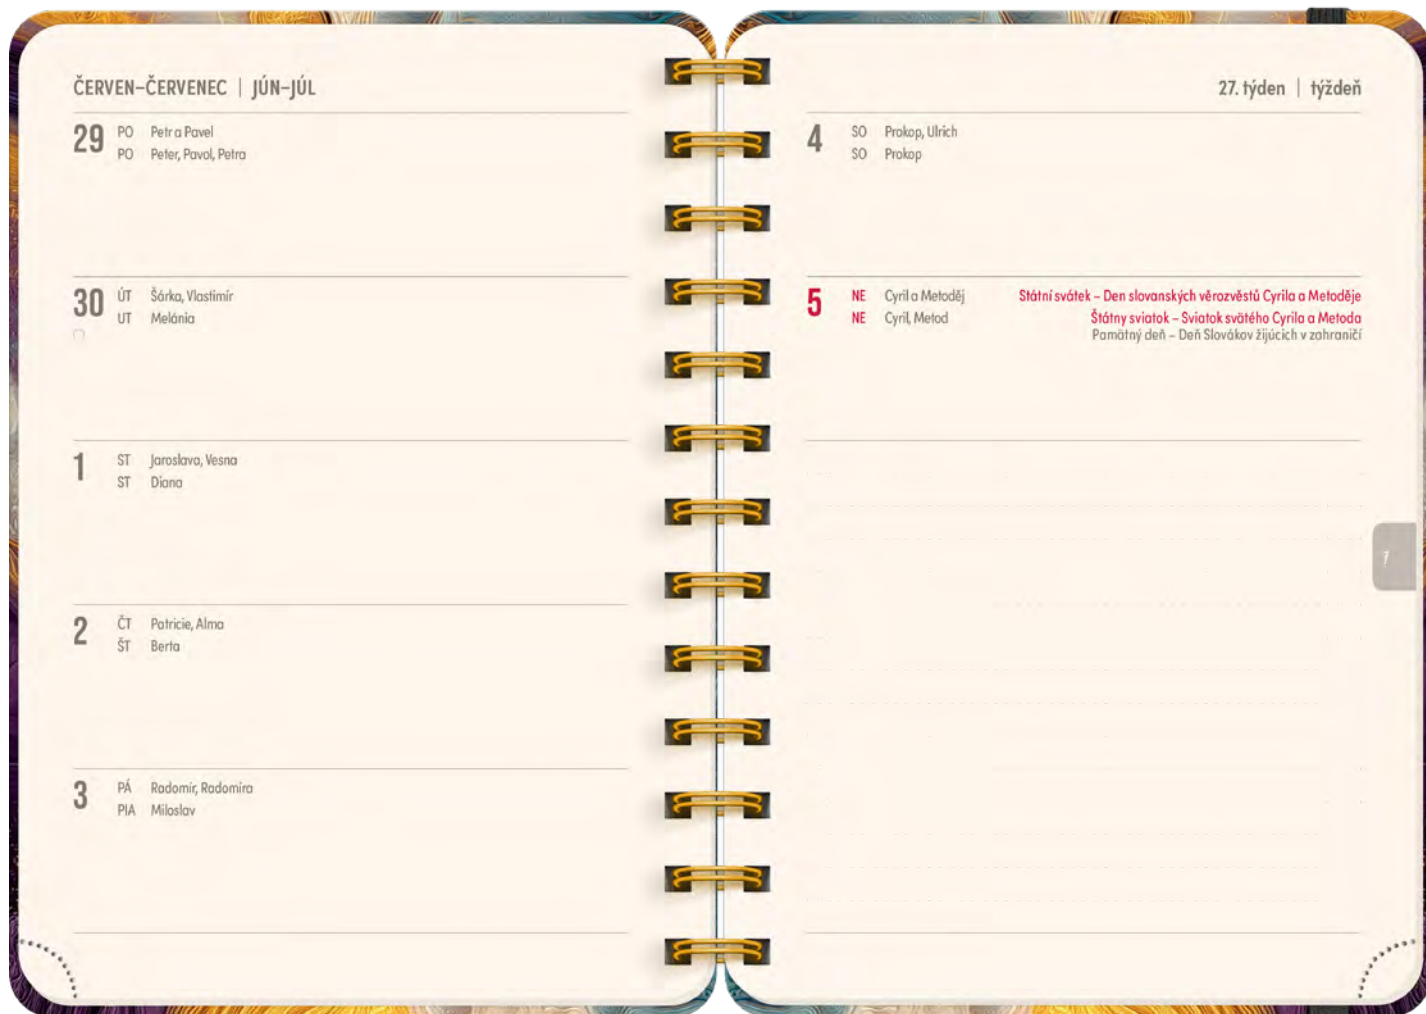 ČERVEN–ČERVENEC | JÚN–JÚL
29 PO Petr a Pavel
PO Peter, Pavol, Petra
30 ÚT Šárka, Vlastimír
UT Melánia
1 ST Jaroslava, Vesna
ST Diana
2 ČT Patricie, Alma
ŠT Berta
3 PÁ Radomír, Radomíra
PIA Miloslav
27. týden | týždeň
4 SO Prokop, Ulrich
SO Prokop
5 NE Cyril a Metoděj Státní svátek – Den slovanských věrozvěstů Cyrila a Metoděje
NE Cyril, Metod Štátny sviatok – Sviatok svätého Cyrila a Metoda
Pamätný deň – Deň Slovákov žijúcich v zahraničí
7